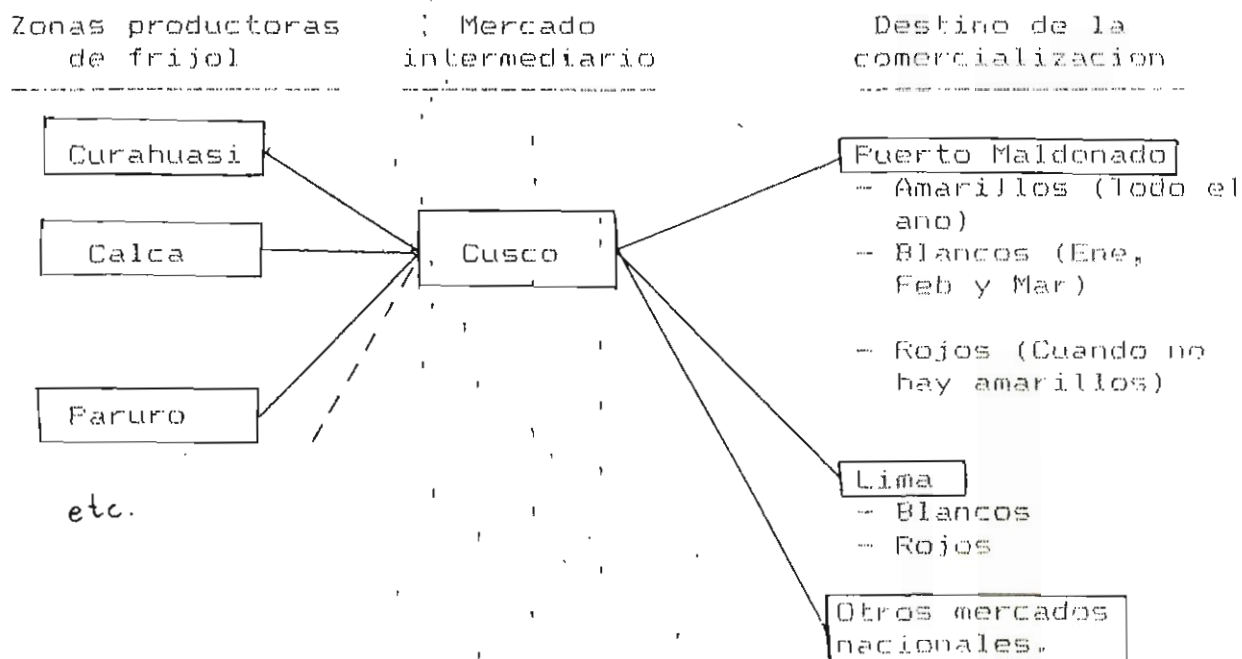 Zonas productoras
de frijol
Mercado
intermediario
Destino de la
comercializacion
Curahuasi
Calca
Paruro
etc.
Cusco
Puerto Maldonado
- Amarillos (Todo el
ano)
- Blancos (Ene,
Feb y Mar)
- Rojos (Cuando no
hay amarillos)
Lima
- Blancos
- Rojos
Otros mercados
nacionales.